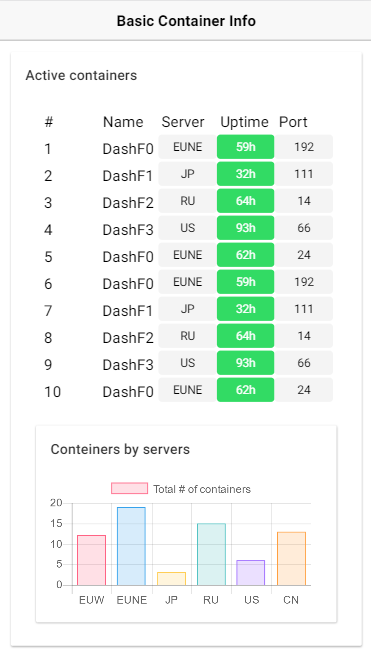 Basic Container Info
Active containers
# Name Server Uptime Port
1 DashF0 EUNE 59h 192
2 DashF1 JP 32h 111
3 DashF2 RU 64h 14
4 DashF3 US 93h 66
5 DashF0 EUNE 62h 24
6 DashF0 EUNE 59h 192
7 DashF1 JP 32h 111
8 DashF2 RU 64h 14
9 DashF3 US 93h 66
10 DashF0 EUNE 62h 24
Conteiners by servers
Total # of containers
20
15
10
5
0
EUW EUNE JP RU US CN